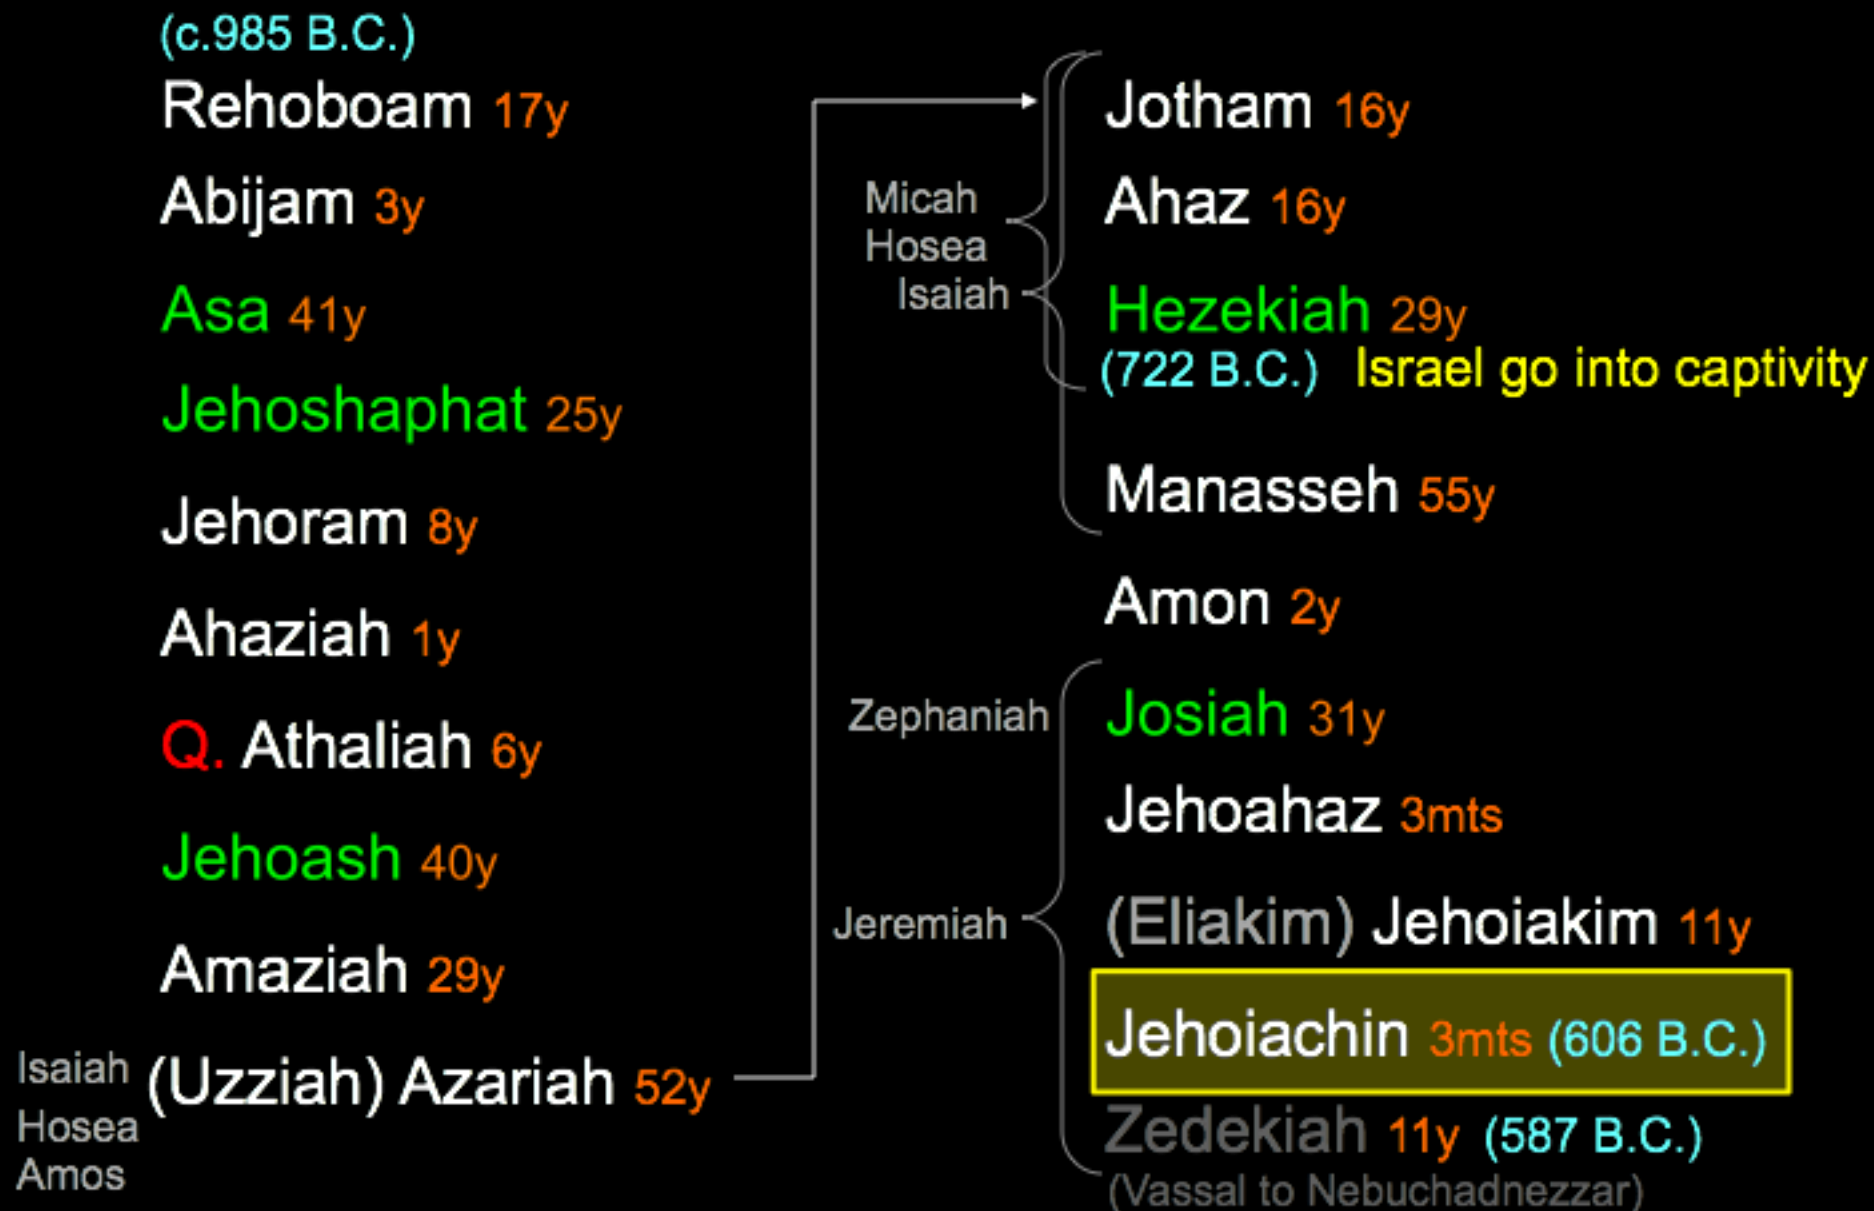 (c.985 B.C.)
Rehoboam 17y
Abijam 3y
Asa 41y
Jehoshaphat 25y
Jehoram 8y
Ahaziah 1y
Q. Athaliah 6y
Jehoash 40y
Amaziah 29y
Isaiah (Uzziah) Azariah 52y
Hosea
Amos
Jotham 16y
Micah Ahaz 16y
Hosea
Isaiah Hezekiah 29y
(722 B.C.) Israel go into captivity
Manasseh 55y
Amon 2y
Zephaniah Josiah 31y
Jehoahaz 3mts
Jeremiah (Eliakim) Jehoiakim 11y
Jehoiachin 3mts (606 B.C.)
Zedekiah 11y (587 B.C.)
(Vassal to Nebuchadnezzar)